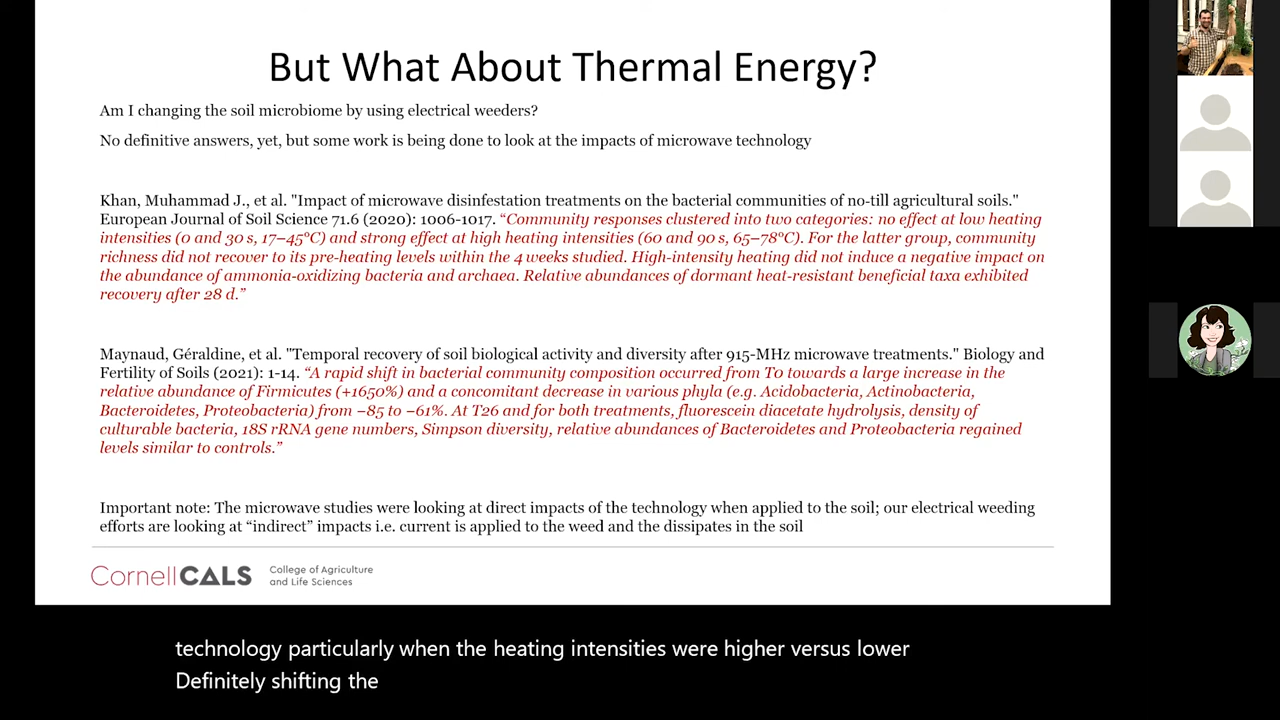 But What About Thermal Energy?
Am I changing the soil microbiome by using electrical weeders?
No definitive answers, yet, but some work is being done to look at the impacts of microwave technology
Khan, Muhammad J., et al. "Impact of microwave disinfestation treatments on the bacterial communities of no-till agricultural soils."
European Journal of Soil Science 71.6 (2020): 1006-1017. “Community responses clustered into two categories: no effect at low heating
intensities (0 and 30 s, 17–45°C) and strong effect at high heating intensities (60 and 90 s, 65–78°C). For the latter group, community
richness did not recover to its pre-heating levels within the 4 weeks studied. High-intensity heating did not induce a negative impact on
the abundance of ammonia-oxidizing bacteria and archaea. Relative abundances of dormant heat-resistant beneficial taxa exhibited
recovery after 28 d.”
Maynaud, Géraldine, et al. "Temporal recovery of soil biological activity and diversity after 915-MHz microwave treatments." Biology and
Fertility of Soils (2021): 1-14. “A rapid shift in bacterial community composition occurred from T0 towards a large increase in the
relative abundance of Firmicutes (+1650%) and a concomitant decrease in various phyla (e.g. Acidobacteria, Actinobacteria,
Bacteroidetes, Proteobacteria) from −85 to −61%. At T26 and for both treatments, fluorescein diacetate hydrolysis, density of
culturable bacteria, 18S rRNA gene numbers, Simpson diversity, relative abundances of Bacteroidetes and Proteobacteria regained
levels similar to controls.”
Important note: The microwave studies were looking at direct impacts of the technology when applied to the soil; our electrical weeding
efforts are looking at “indirect” impacts i.e. current is applied to the weed and the dissipates in the soil
CornellCALS College of Agriculture
and Life Sciences
technology particularly when the heating intensities were higher versus lower
Definitely shifting the